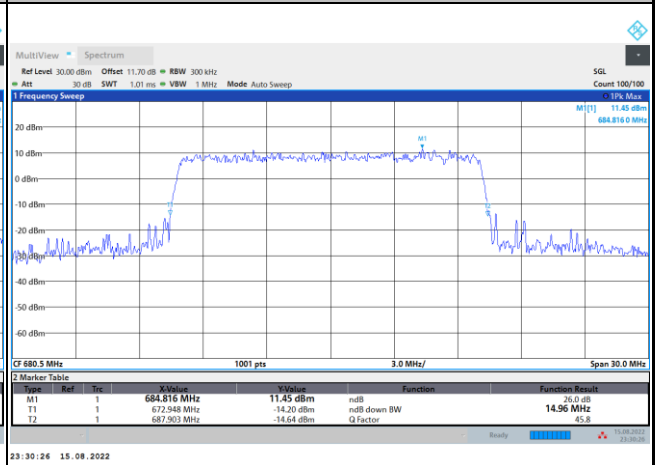 MultiView Spectrum
Ref Level 30.00 dBm Offset 11.70 dB RBW 300 kHz SGL
Att 30 dB SWT 1.01 ms VBW 1 MHz Mode Auto Sweep Count 100/100
1 Frequency Sweep 1Pk Max
M1[1] 11.45 dBm
684.816 0 MHz
M1
20 dBm
10 dBm
0 dBm
-10 dBm
T1
T2
-20 dBm
-30 dBm
-40 dBm
-50 dBm
-60 dBm
CF 680.5 MHz 1001 pts 3.0 MHz/ Span 30.0 MHz
2 Marker Table
Type Ref Trc X-Value Y-Value Function Function Result
M1 1 684.816 MHz 11.45 dBm ndB 26.0 dB
T1 1 672.948 MHz -14.20 dBm ndB down BW 14.96 MHz
T2 1 687.903 MHz -14.64 dBm Q Factor 45.8
Ready 15.08.2022
23:30:26
23:30:26 15.08.2022